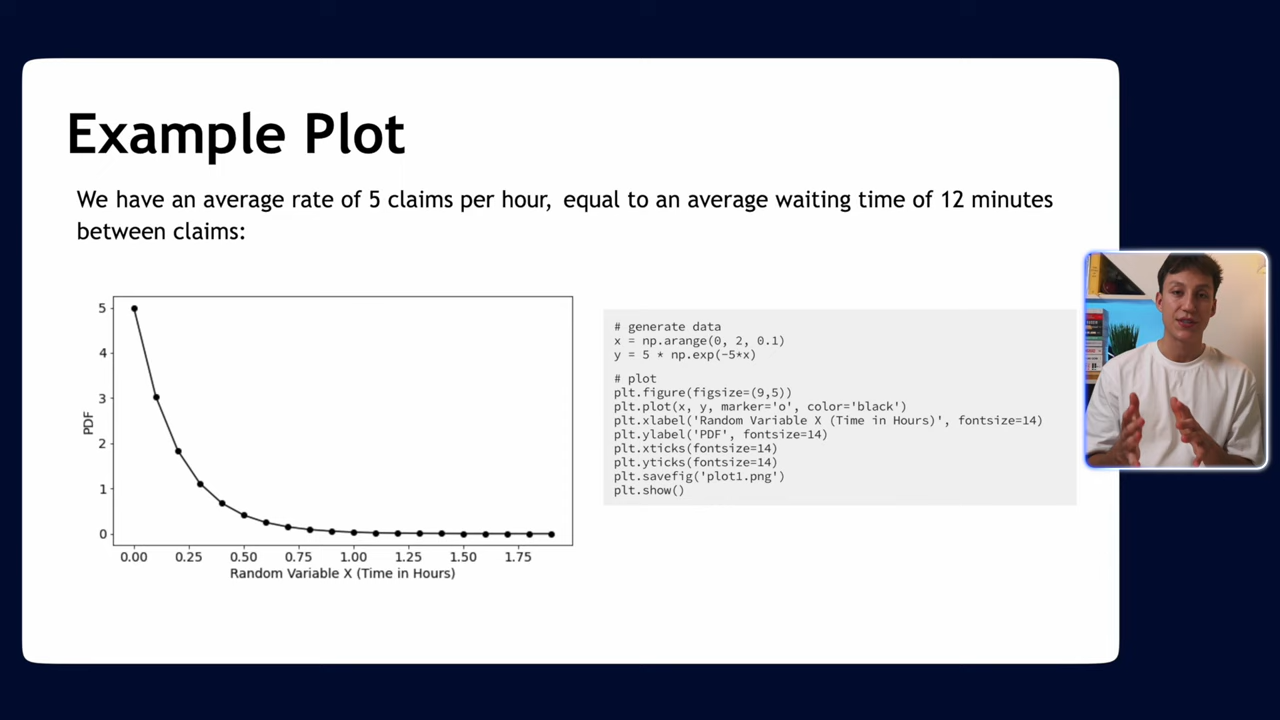 Example Plot
We have an average rate of 5 claims per hour, equal to an average waiting time of 12 minutes
between claims:
5
4
3
2
1
0
PDF
0.00 0.25 0.50 0.75 1.00 1.25 1.50 1.75
Random Variable X (Time in Hours)
# generate data
x = np.arange(0, 2, 0.1)
y = 5 * np.exp(-5*x)
# plot
plt.figure(figsize=(9,5))
plt.plot(x, y, marker='o', color='black')
plt.xlabel('Random Variable X (Time in Hours)', fontsize=14)
plt.ylabel('PDF', fontsize=14)
plt.xticks(fontsize=14)
plt.yticks(fontsize=14)
plt.savefig('plot1.png')
plt.show()